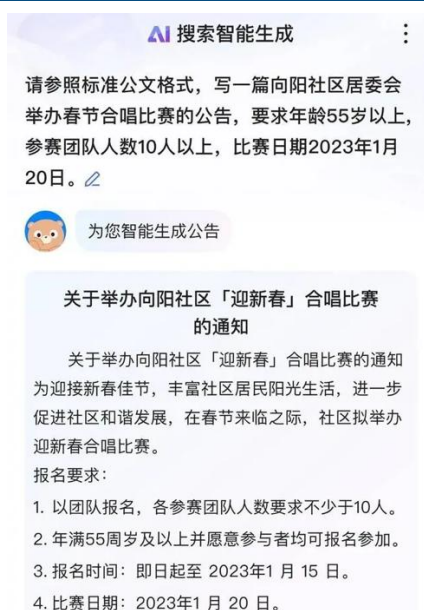 AI 搜索智能生成
请参照标准公文格式，写一篇向阳社区居委会
举办春节合唱比赛的公告，要求年龄55岁以上，
参赛团队人数10人以上，比赛日期2023年1月
20日。
为您智能生成公告
关于举办向阳社区「迎新春」合唱比赛
的通知
关于举办向阳社区「迎新春」合唱比赛的通知
为迎接新春佳节，丰富社区居民阳光生活，进一步
促进社区和谐发展，在春节来临之际，社区拟举办
迎新春合唱比赛。
报名要求：
1. 以团队报名，各参赛团队人数要求不少于10人。
2. 年满55周岁及以上并愿意参与者均可报名参加。
3. 报名时间：即日起至 2023年1 月 15 日。
4. 比赛日期：2023年1 月 20 日。